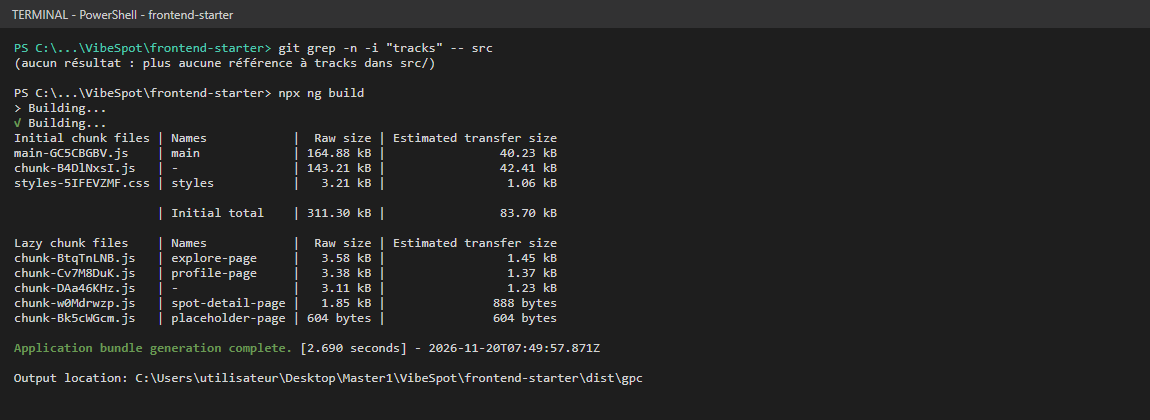 TERMINAL - PowerShell - frontend-starter
PS C:\...\VibeSpot\frontend-starter> git grep -n -i "tracks" -- src
(aucun résultat : plus aucune référence à tracks dans src/)
PS C:\...\VibeSpot\frontend-starter> npx ng build
> Building...
√ Building...
Initial chunk files | Names | Raw size | Estimated transfer size
main-GC5CBGBV.js | main | 164.88 kB | 40.23 kB
chunk-B4DlNxsI.js | - | 143.21 kB | 42.41 kB
styles-5IFEVZMF.css | styles | 3.21 kB | 1.06 kB
| Initial total | 311.30 kB | 83.70 kB
Lazy chunk files | Names | Raw size | Estimated transfer size
chunk-BtqTnLNB.js | explore-page | 3.58 kB | 1.45 kB
chunk-Cv7M8DuK.js | profile-page | 3.38 kB | 1.37 kB
chunk-DAa46KHz.js | - | 3.11 kB | 1.23 kB
chunk-w0Mdrwzp.js | spot-detail-page | 1.85 kB | 888 bytes
chunk-Bk5cWGcm.js | placeholder-page | 604 bytes | 604 bytes
Application bundle generation complete. [2.690 seconds] - 2026-11-20T07:49:57.871Z
Output location: C:\Users\utilisateur\Desktop\Master1\VibeSpot\frontend-starter\dist\gpc